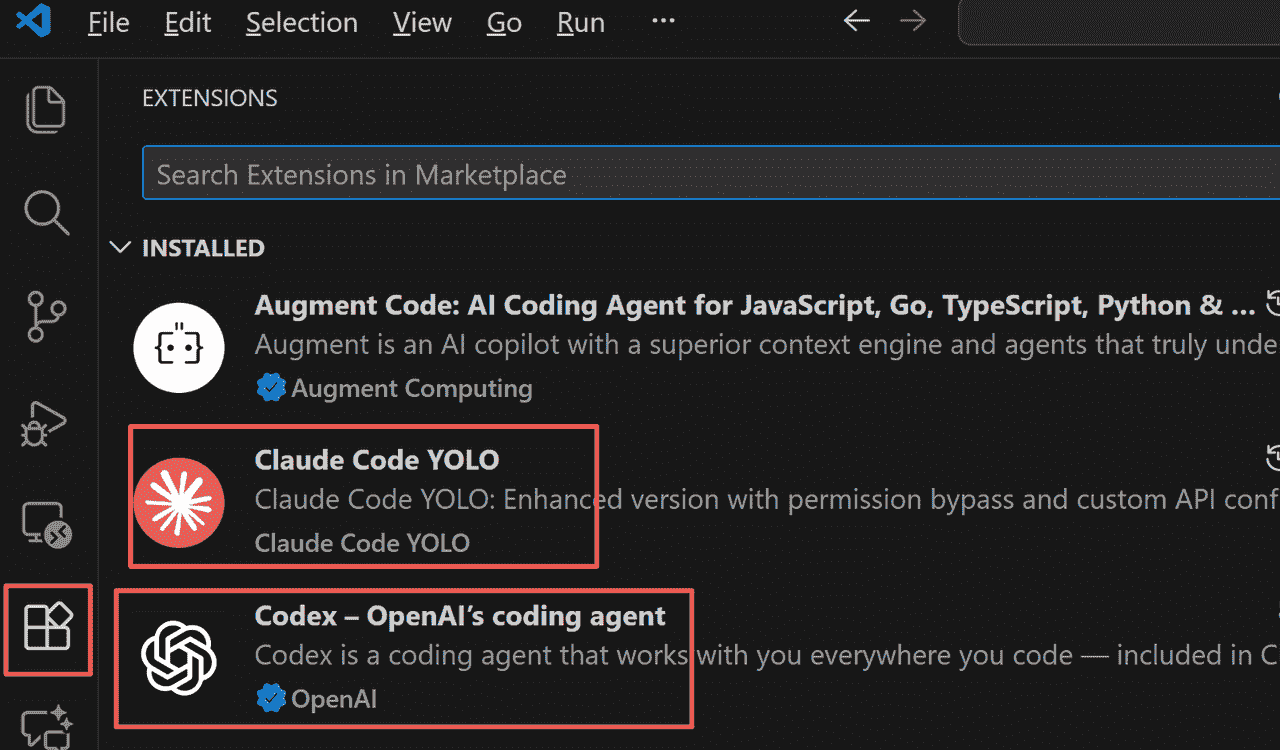 File Edit Selection View Go Run ...
EXTENSIONS
Search Extensions in Marketplace
INSTALLED
Augment Code: AI Coding Agent for JavaScript, Go, TypeScript, Python & ...
Augment is an AI copilot with a superior context engine and agents that truly unde
Augment Computing
Claude Code YOLO
Claude Code YOLO: Enhanced version with permission bypass and custom API conf
Claude Code YOLO
Codex – OpenAI’s coding agent
Codex is a coding agent that works with you everywhere you code — included in C
OpenAI